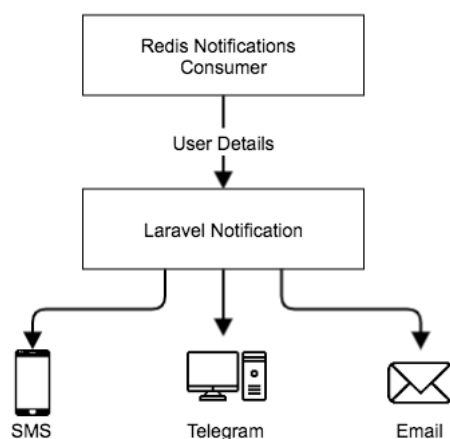 Redis Notifications
Consumer
User Details
Laravel Notification
SMS
Telegram
Email